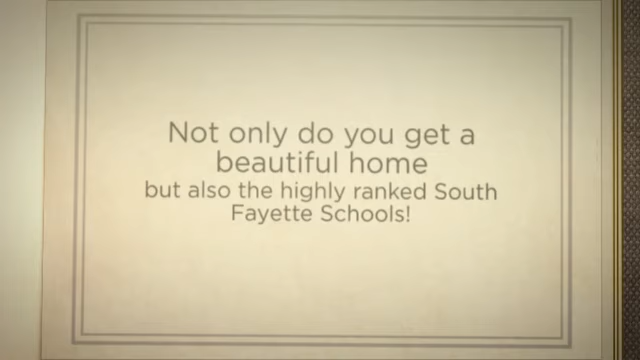 Not only do you get a
beautiful home
but also the highly ranked South
Fayette Schools!